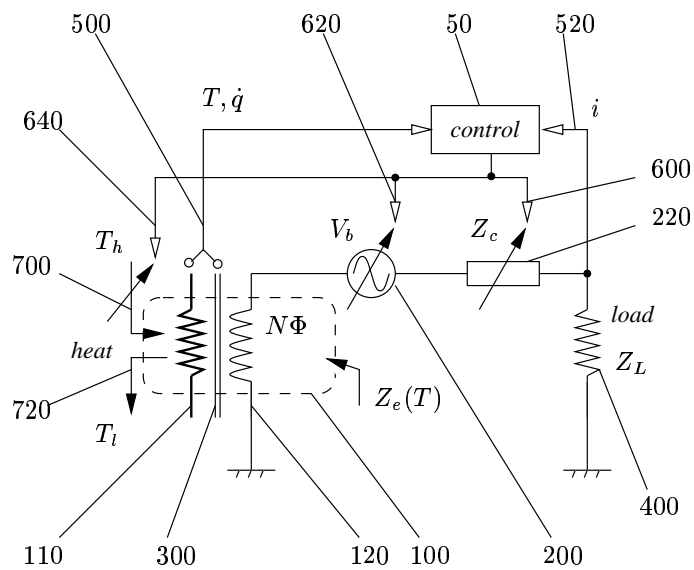 500
620
50
520
T, q̇
i
640
control
600
220
T_h
V_b
Z_c
700
NΦ
load
heat
Z_L
720
Z_e(T)
T_l
400
110
300
120
100
200